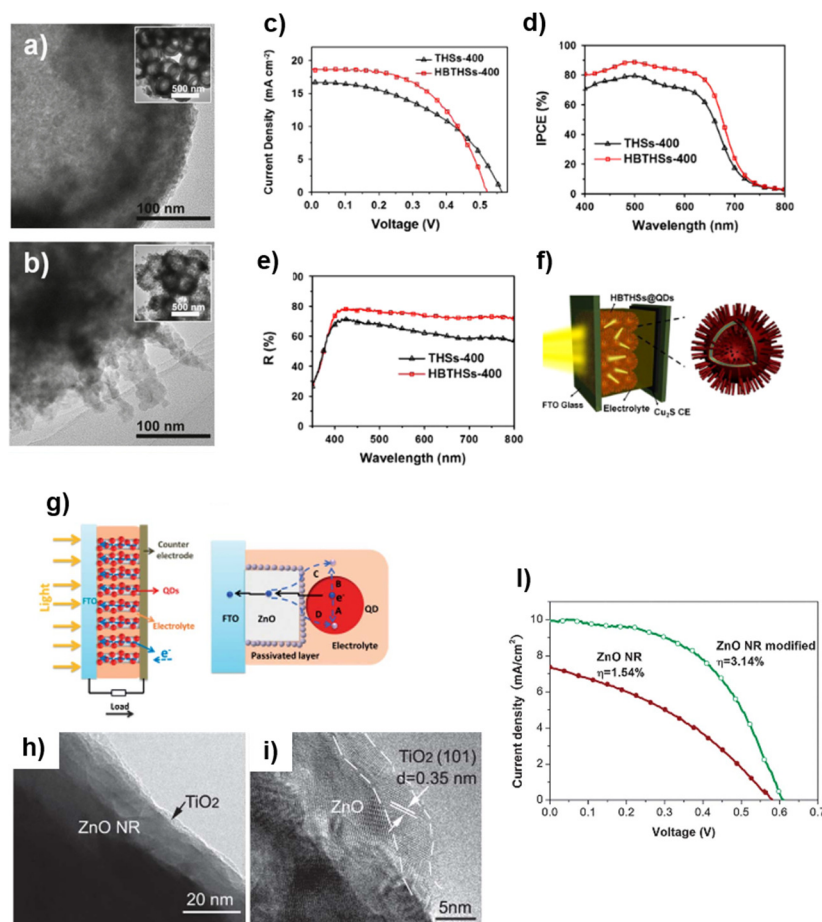 a)
500 nm
100 nm
b)
500 nm
100 nm
c)
Current Density (mA cm-2)
25
20
15
10
5
0
THSs-400
HBTHSs-400
0.0 0.1 0.2 0.3 0.4 0.5
Voltage (V)
d)
IPCE (%)
100
80
60
40
20
0
THSs-400
HBTHSs-400
400 500 600 700 800
Wavelength (nm)
e)
R (%)
80
60
40
20
0
THSs-400
HBTHSs-400
400 500 600 700 800
Wavelength (nm)
f)
HBTHSs@QDs
FTO Glass
Electrolyte
Cu2S CE
g)
Light
FTO
Counter
electrode
QDs
Electrolyte
e-
Load
FTO
ZnO
C
B
e-
A
D
QD
Electrolyte
Passivated layer
h)
ZnO NR
TiO2
20 nm
i)
TiO2 (101)
d=0.35 nm
ZnO
5nm
l)
Current density (mA/cm2)
12
10
8
6
4
2
0
ZnO NR
η=1.54%
ZnO NR modified
η=3.14%
0 0.1 0.2 0.3 0.4 0.5 0.6 0.7
Voltage (V)